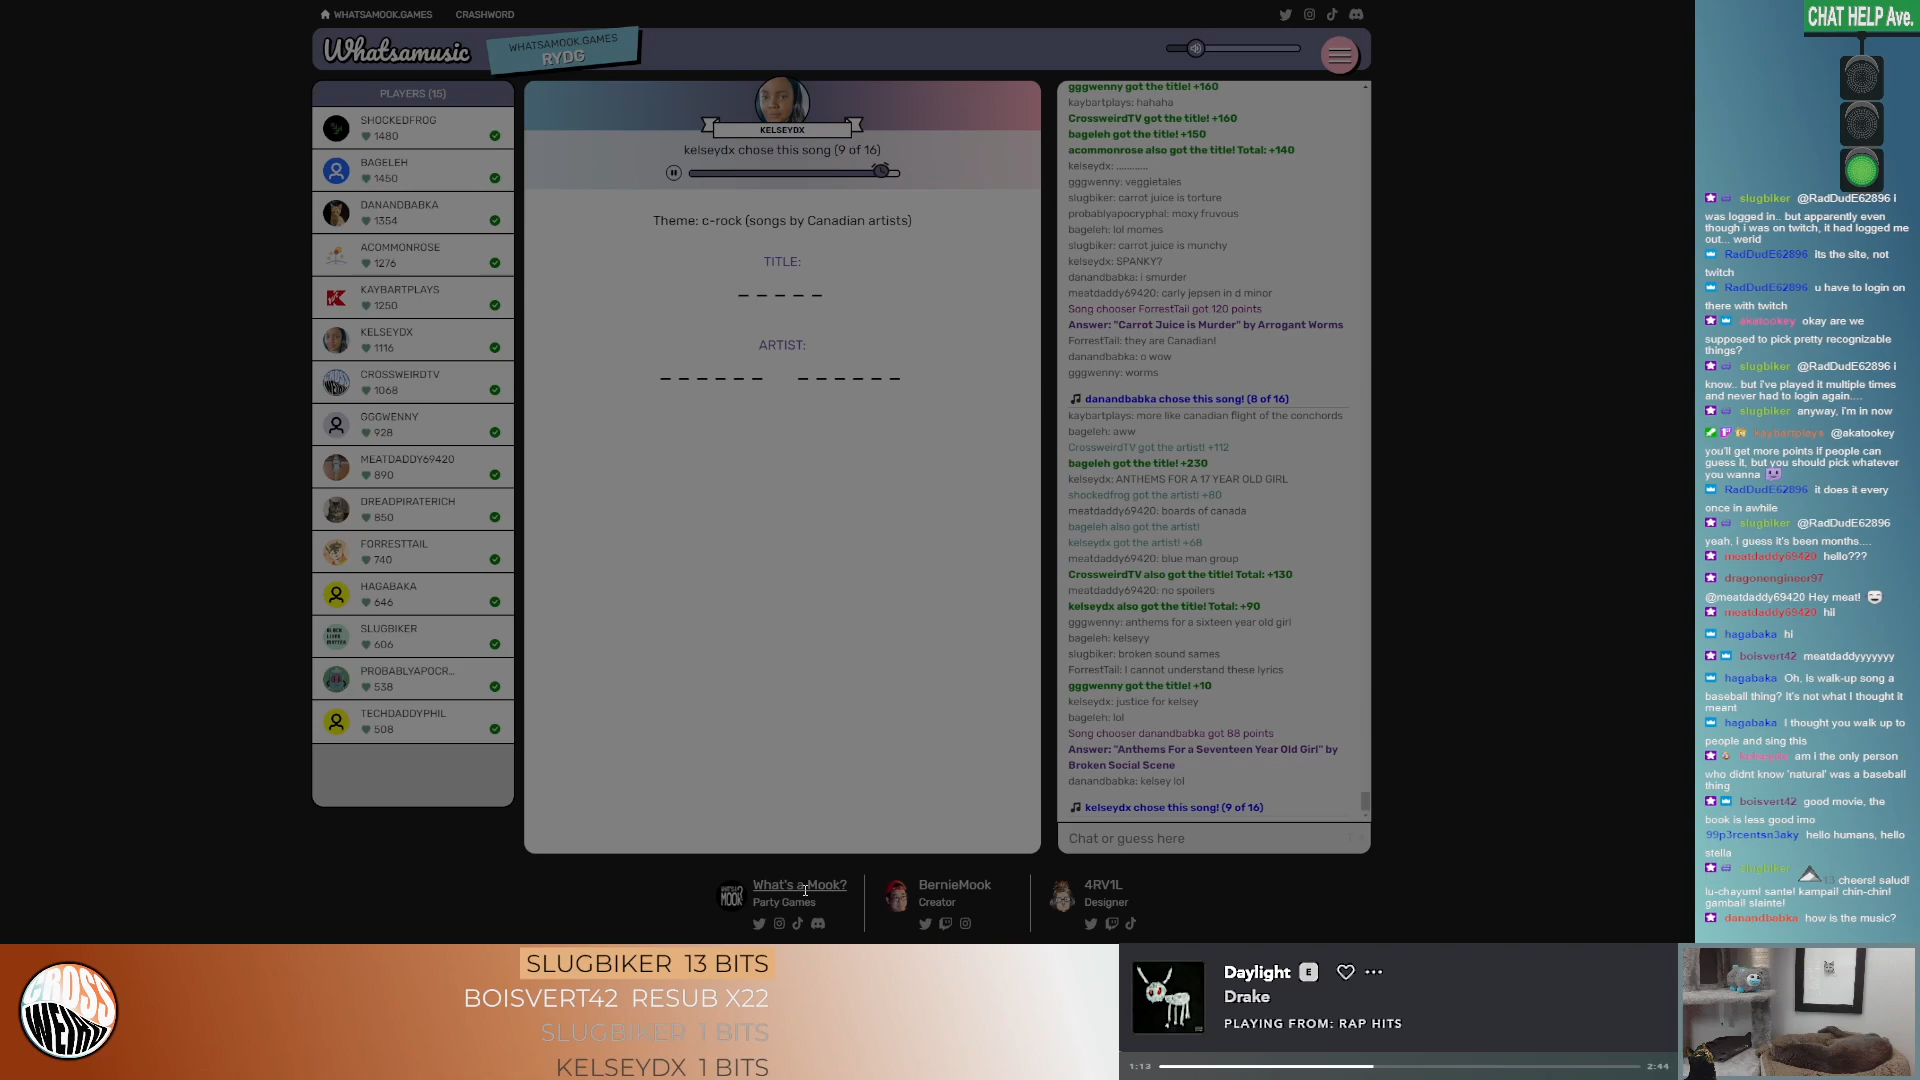 WHATSAMOOK.GAMES
CRASHWORD
Whatsamusic
WHATSAMOOK.GAMES
RYDG
PLAYERS (15)
SHOCKEDFROG
1480
BAGELEH
1450
DANANDBABKA
1354
ACOMMONROSE
1276
KAYBARTPLAYS
1250
KELSEYDX
1116
CROSSWEIRDTV
1068
GGGWENNY
928
MEATDADDY69420
890
DREADPIRATERICH
850
FORRESTTAIL
740
HAGABAKA
646
SLUGBIKER
606
PROBABLYAPOCR...
538
TECHDADDYPHIL
508
KELSEYDX
kelseydx chose this song (9 of 16)
Theme: c-rock (songs by Canadian artists)
TITLE:
_ _ _ _ _
ARTIST:
_ _ _ _ _ _   _ _ _ _ _ _
gggwenny got the title! +160
kaybartplays: hahaha
CrossweirdTV got the title! +160
bageleh got the title! +150
acommonrose also got the title! Total: +140
kelseydx: ............
gggwenny: veggietales
slugbiker: carrot juice is torture
probablyapocryphal: moxy fruvous
bageleh: lol momes
slugbiker: carrot juice is munchy
kelseydx: SPANKY?
danandbabka: i smurder
meatdaddy69420: carly jepsen in d minor
Song chooser ForrestTail got 120 points
Answer: "Carrot Juice is Murder" by Arrogant Worms
ForrestTail: they are Canadian!
danandbabka: o wow
gggwenny: worms
danandbabka chose this song! (8 of 16)
kaybartplays: more like canadian flight of the conchords
bageleh: aww
CrossweirdTV got the artist! +112
bageleh got the title! +230
kelseydx: ANTHEMS FOR A 17 YEAR OLD GIRL
shockedfrog got the artist! +80
meatdaddy69420: boards of canada
bageleh also got the artist!
kelseydx got the artist! +68
meatdaddy69420: blue man group
CrossweirdTV also got the title! Total: +130
meatdaddy69420: no spoilers
kelseydx also got the title! Total: +90
gggwenny: anthems for a sixteen year old girl
bageleh: kelseyy
slugbiker: broken sound sames
ForrestTail: I cannot understand these lyrics
gggwenny got the title! +10
kelseydx: justice for kelsey
bageleh: lol
Song chooser danandbabka got 88 points
Answer: "Anthems For a Seventeen Year Old Girl" by
Broken Social Scene
danandbabka: kelsey lol
kelseydx chose this song! (9 of 16)
Chat or guess here
What's a Mook?
Party Games
BernieMook
Creator
4RV1L
Designer
CHAT HELP Ave.
slugbiker @RadDudE62896 i
was logged in.. but apparently even
though i was on twitch, it had logged me
out... werid
RadDudE62896 its the site, not
twitch
RadDudE62896 u have to login on
there with twitch
akatookey okay are we
supposed to pick pretty recognizable
things?
slugbiker @RadDudE62896 i
know.. but i've played it multiple times
and never had to login again....
slugbiker anyway, i'm in now
kaybartplays @akatookey
you'll get more points if people can
guess it, but you should pick whatever
you wanna
RadDudE62896 it does it every
once in awhile
slugbiker @RadDudE62896
yeah, i guess it's been months....
meatdaddy69420 hello???
dragonengineer97
@meatdaddy69420 Hey meat!
meatdaddy69420 hii
hagabaka hi
boisvert42 meatdaddyyyyyy
hagabaka Oh, is walk-up song a
baseball thing? It's not what I thought it
meant
hagabaka I thought you walk up to
people and sing this
kelseydx am i the only person
who didnt know 'natural' was a baseball
thing
boisvert42 good movie, the
book is less good imo
99p3rcentsn3aky hello humans, hello
stella
slugbiker 13 cheers! salud!
lu-chayum! sante! kampai! chin-chin!
gambai! slainte!
danandbabka how is the music?
CROSS
WEIRD
SLUGBIKER 13 BITS
BOISVERT42 RESUB X22
SLUGBIKER 1 BITS
KELSEYDX 1 BITS
Daylight E
Drake
PLAYING FROM: RAP HITS
1:13
2:44